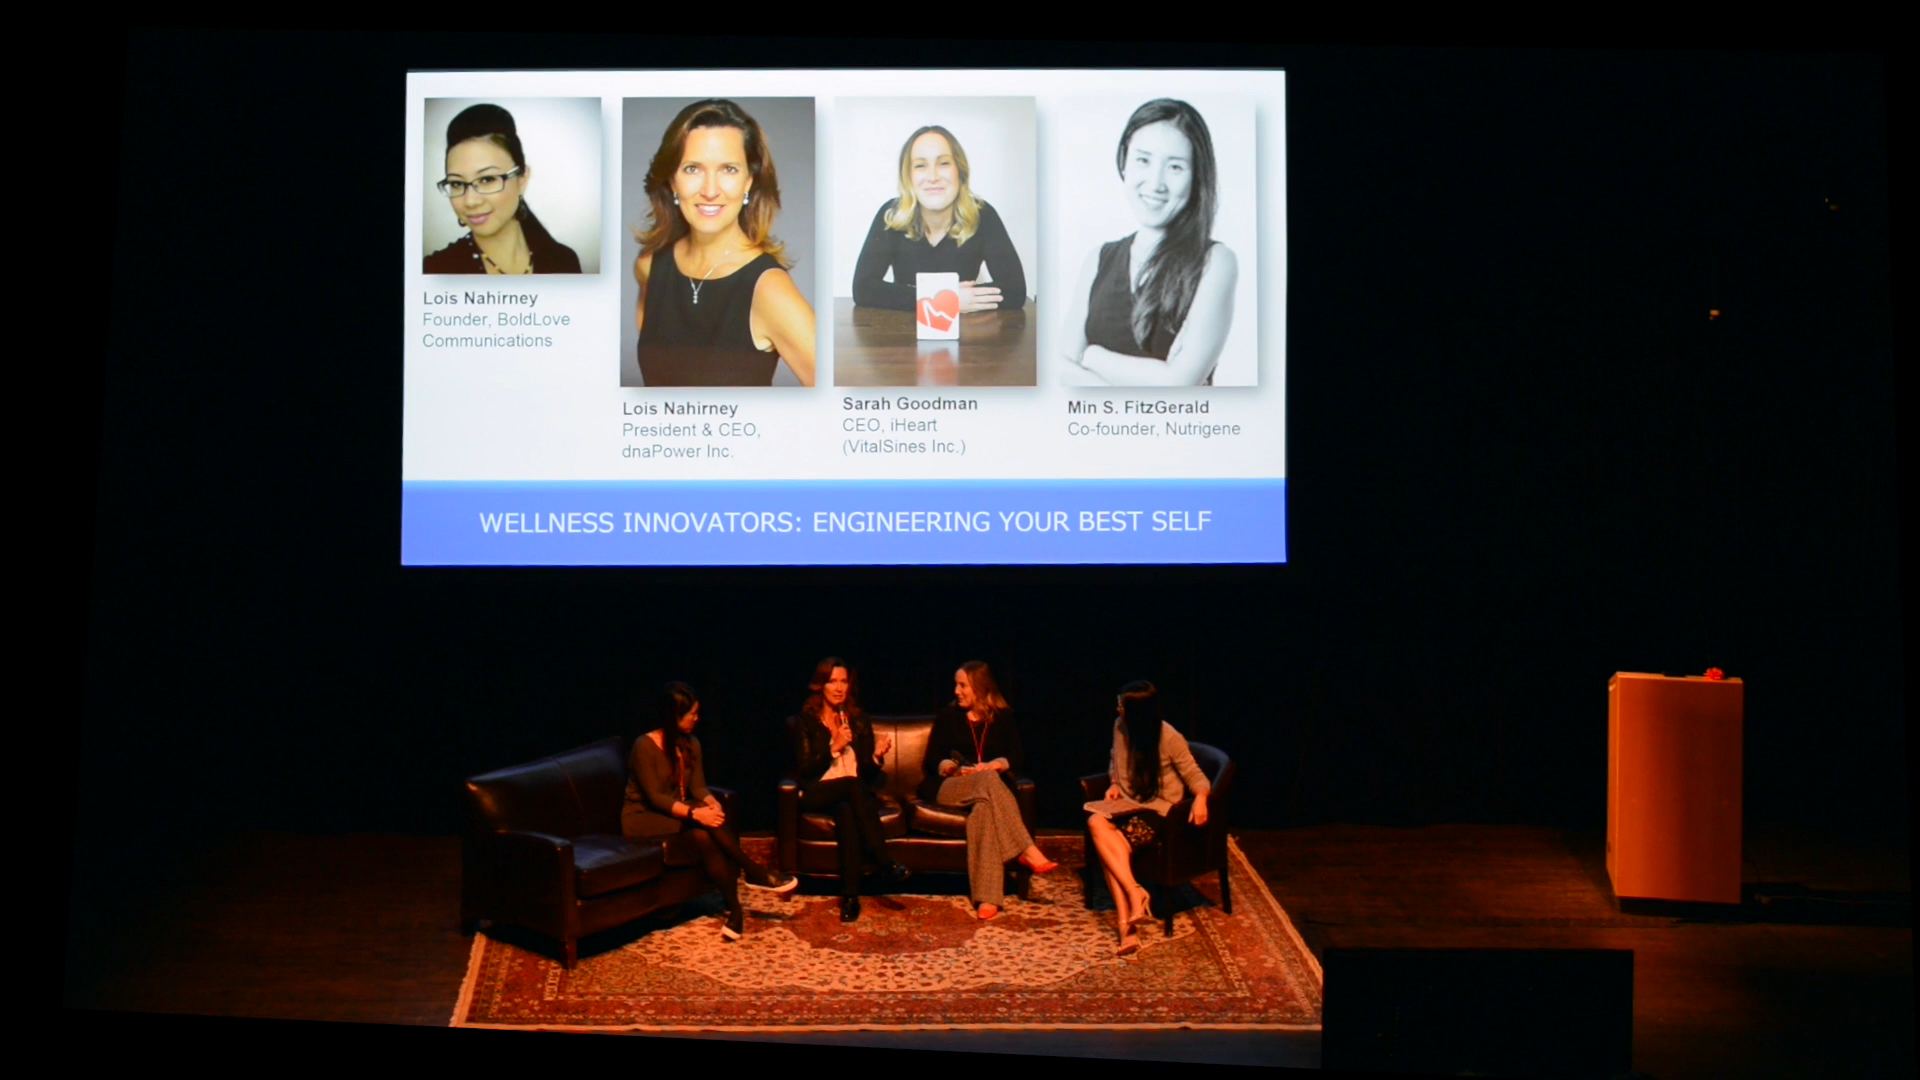 Lois Nahirney
Founder, BoldLove
Communications
Lois Nahirney
President & CEO,
dnaPower Inc.
Sarah Goodman
CEO, iHeart
(VitalSines Inc.)
Min S. FitzGerald
Co-founder, Nutrigene
WELLNESS INNOVATORS: ENGINEERING YOUR BEST SELF